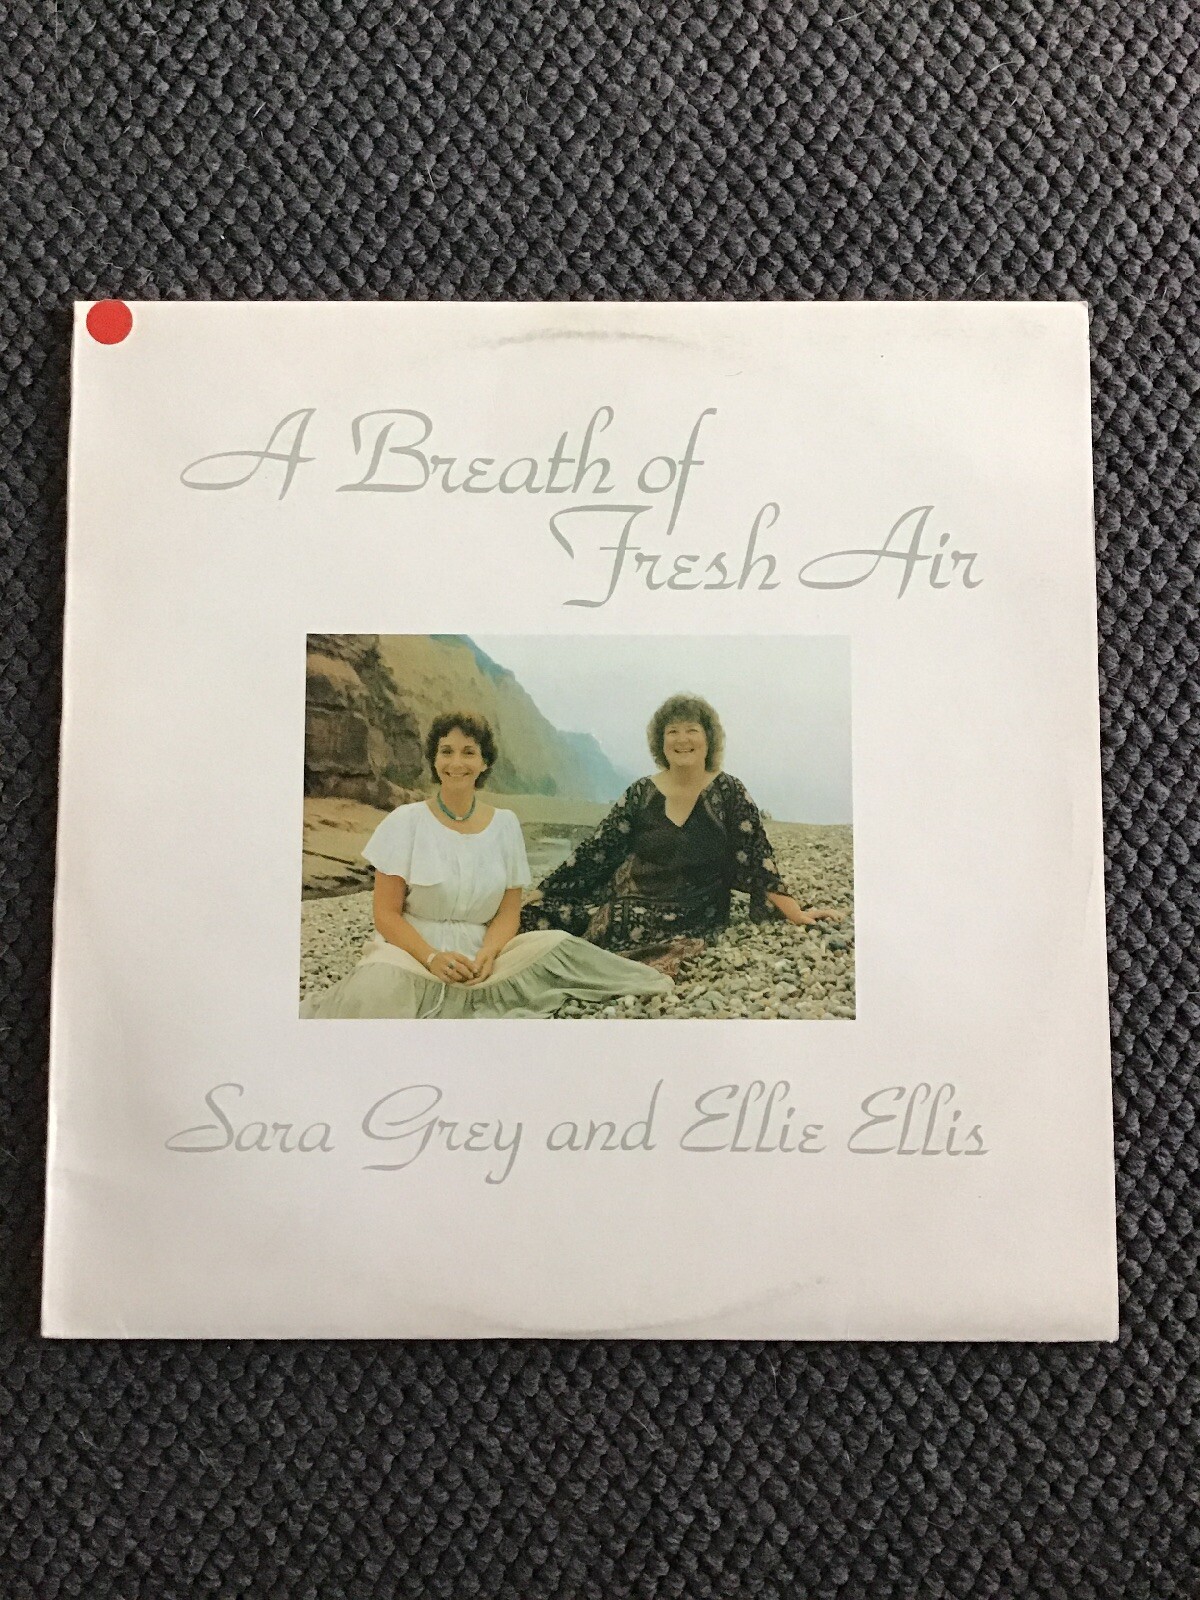 A Breath of
Fresh Air
Sara Grey and Ellie Ellis